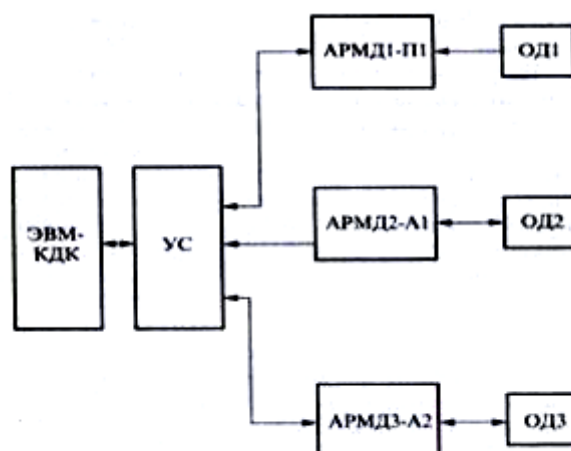 АРМД1-П1
ОД1
ЭВМ-
КДК
УС
АРМД2-А1
ОД2
АРМД3-А2
ОД3